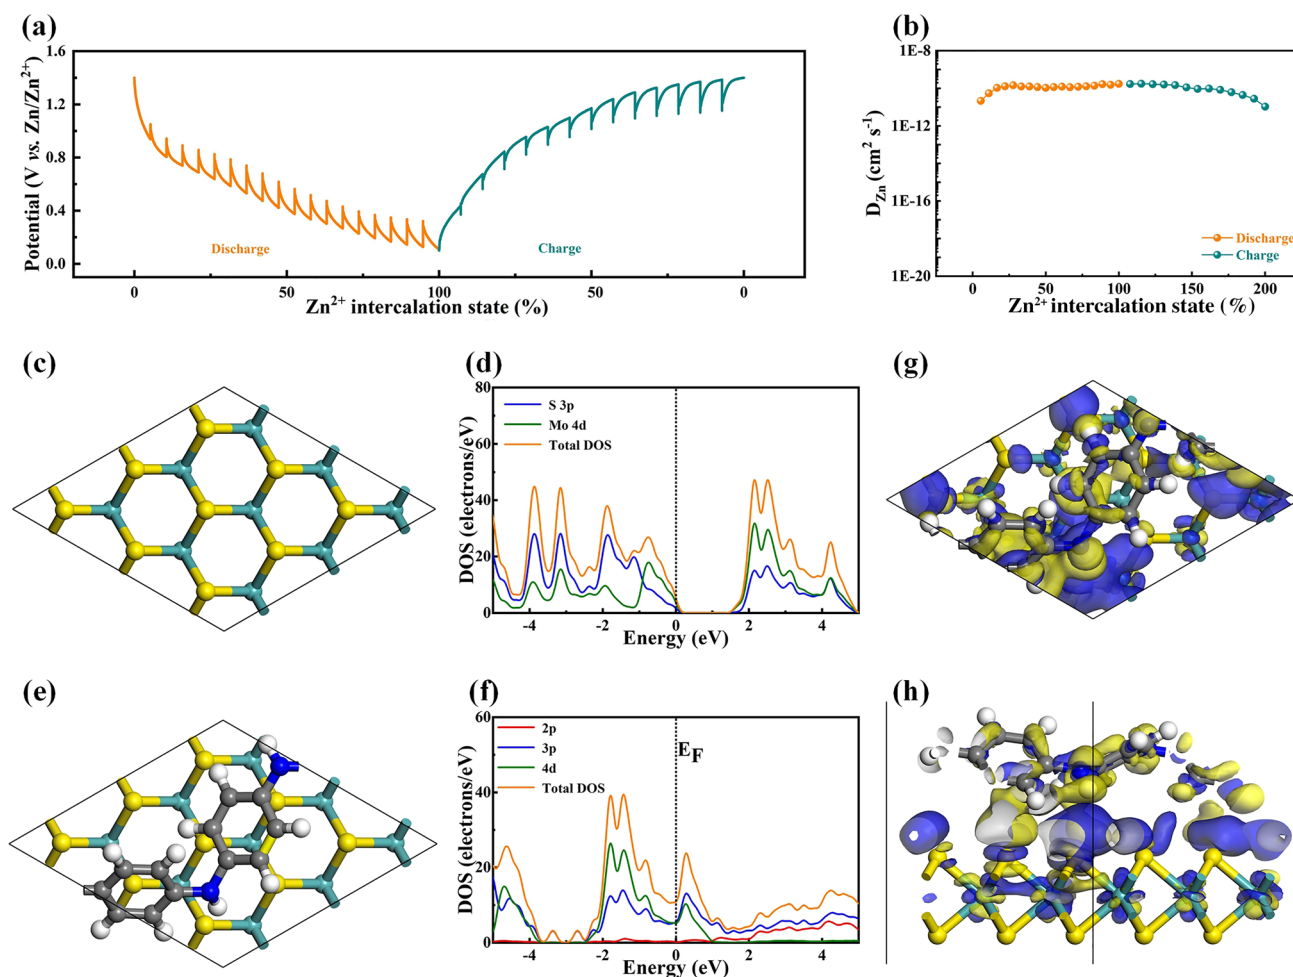 (a)
1.6
1.2
0.8
0.4
0.0
Potential (V vs. Zn/Zn²⁺)
Discharge
Charge
0
50
100
50
0
Zn²⁺ intercalation state (%)
(b)
1E-8
1E-12
1E-16
1E-20
D_Zn (cm² s⁻¹)
Discharge
Charge
0
50
100
150
200
Zn²⁺ intercalation state (%)
(c)
(d)
80
60
40
20
0
DOS (electrons/eV)
S 3p
Mo 4d
Total DOS
-4
-2
0
2
4
Energy (eV)
(g)
(e)
(f)
60
40
20
0
DOS (electrons/eV)
2p
3p
4d
Total DOS
E_F
-4
-2
0
2
4
Energy (eV)
(h)